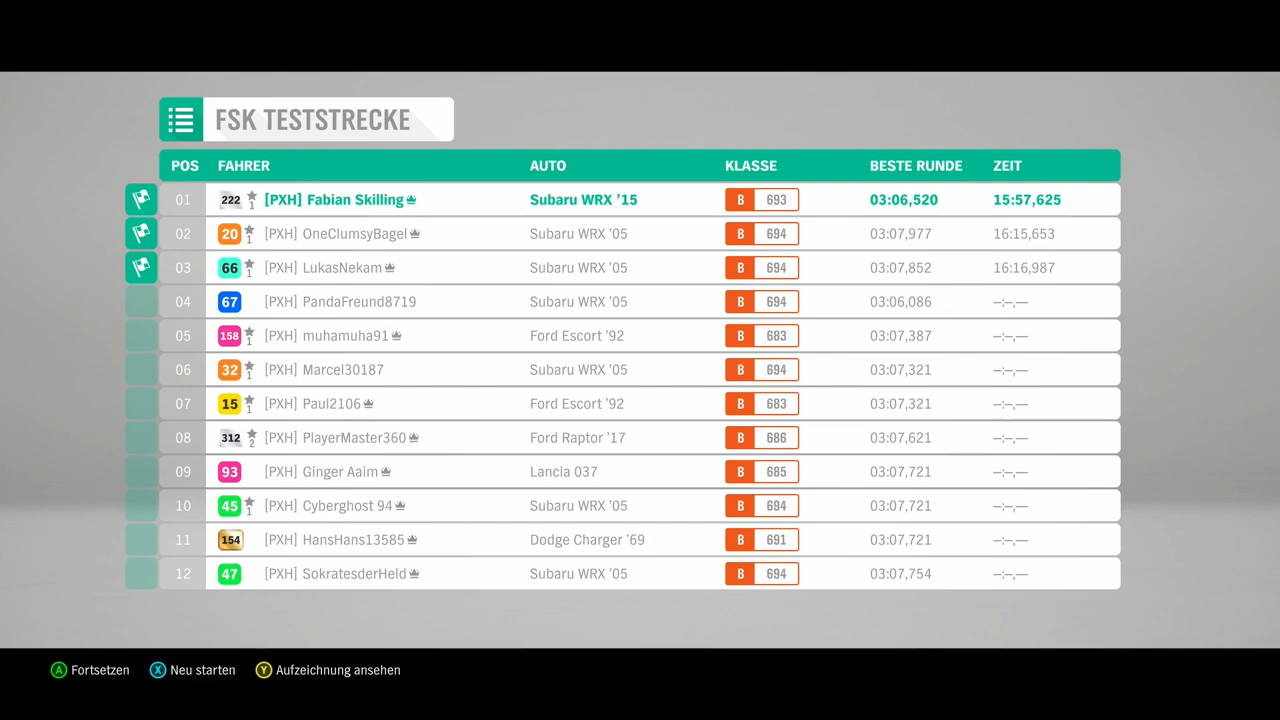 FSK TESTSTRECKE
POS FAHRER AUTO KLASSE BESTE RUNDE ZEIT
01 222 1 [PXH] Fabian Skilling Subaru WRX '15 B 693 03:06,520 15:57,625
02 20 1 [PXH] OneClumsyBagel Subaru WRX '05 B 694 03:07,977 16:15,653
03 66 1 [PXH] LukasNekam Subaru WRX '05 B 694 03:07,852 16:16,987
04 67 [PXH] PandaFreund8719 Subaru WRX '05 B 694 03:06,086 –:–,––
05 158 1 [PXH] muhamuha91 Ford Escort '92 B 683 03:07,387 –:–,––
06 32 1 [PXH] Marcel30187 Subaru WRX '05 B 694 03:07,321 –:–,––
07 15 1 [PXH] Paul2106 Ford Escort '92 B 683 03:07,321 –:–,––
08 312 2 [PXH] PlayerMaster360 Ford Raptor '17 B 686 03:07,621 –:–,––
09 93 [PXH] Ginger Aaim Lancia 037 B 685 03:07,721 –:–,––
10 45 1 [PXH] Cyberghost 94 Subaru WRX '05 B 694 03:07,721 –:–,––
11 154 [PXH] HansHans13585 Dodge Charger '69 B 691 03:07,721 –:–,––
12 47 [PXH] SokratesderHeld Subaru WRX '05 B 694 03:07,754 –:–,––
A Fortsetzen X Neu starten Y Aufzeichnung ansehen